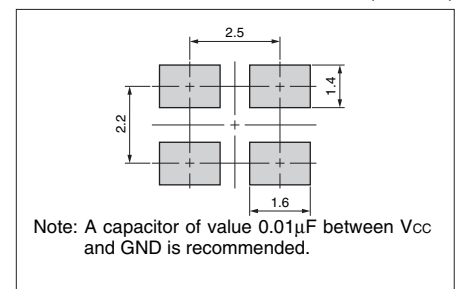 2.5
1.4
2.2
1.6
Note: A capacitor of value 0.01µF between Vcc
and GND is recommended.